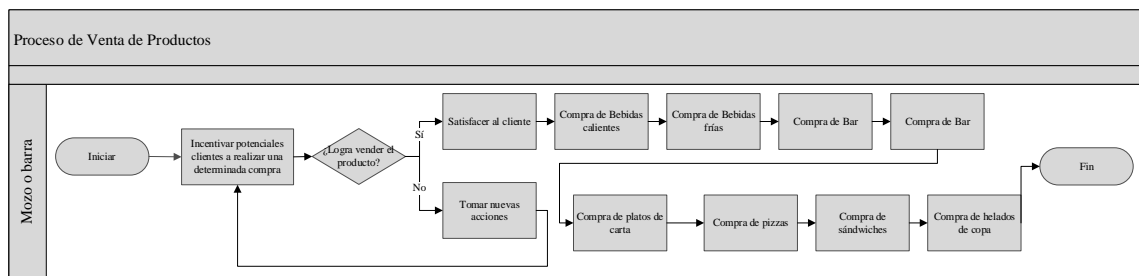 Proceso de Venta de Productos
Mozo o barra
Iniciar
Incentivar potenciales
clientes a realizar una
determinada compra
¿Logra vender el
producto?
Sí
No
Satisfacer al cliente
Compra de Bebidas
calientes
Compra de Bebidas
frías
Compra de Bar
Compra de Bar
Tomar nuevas
acciones
Compra de platos de
carta
Compra de pizzas
Compra de
sándwiches
Compra de helados
de copa
Fin